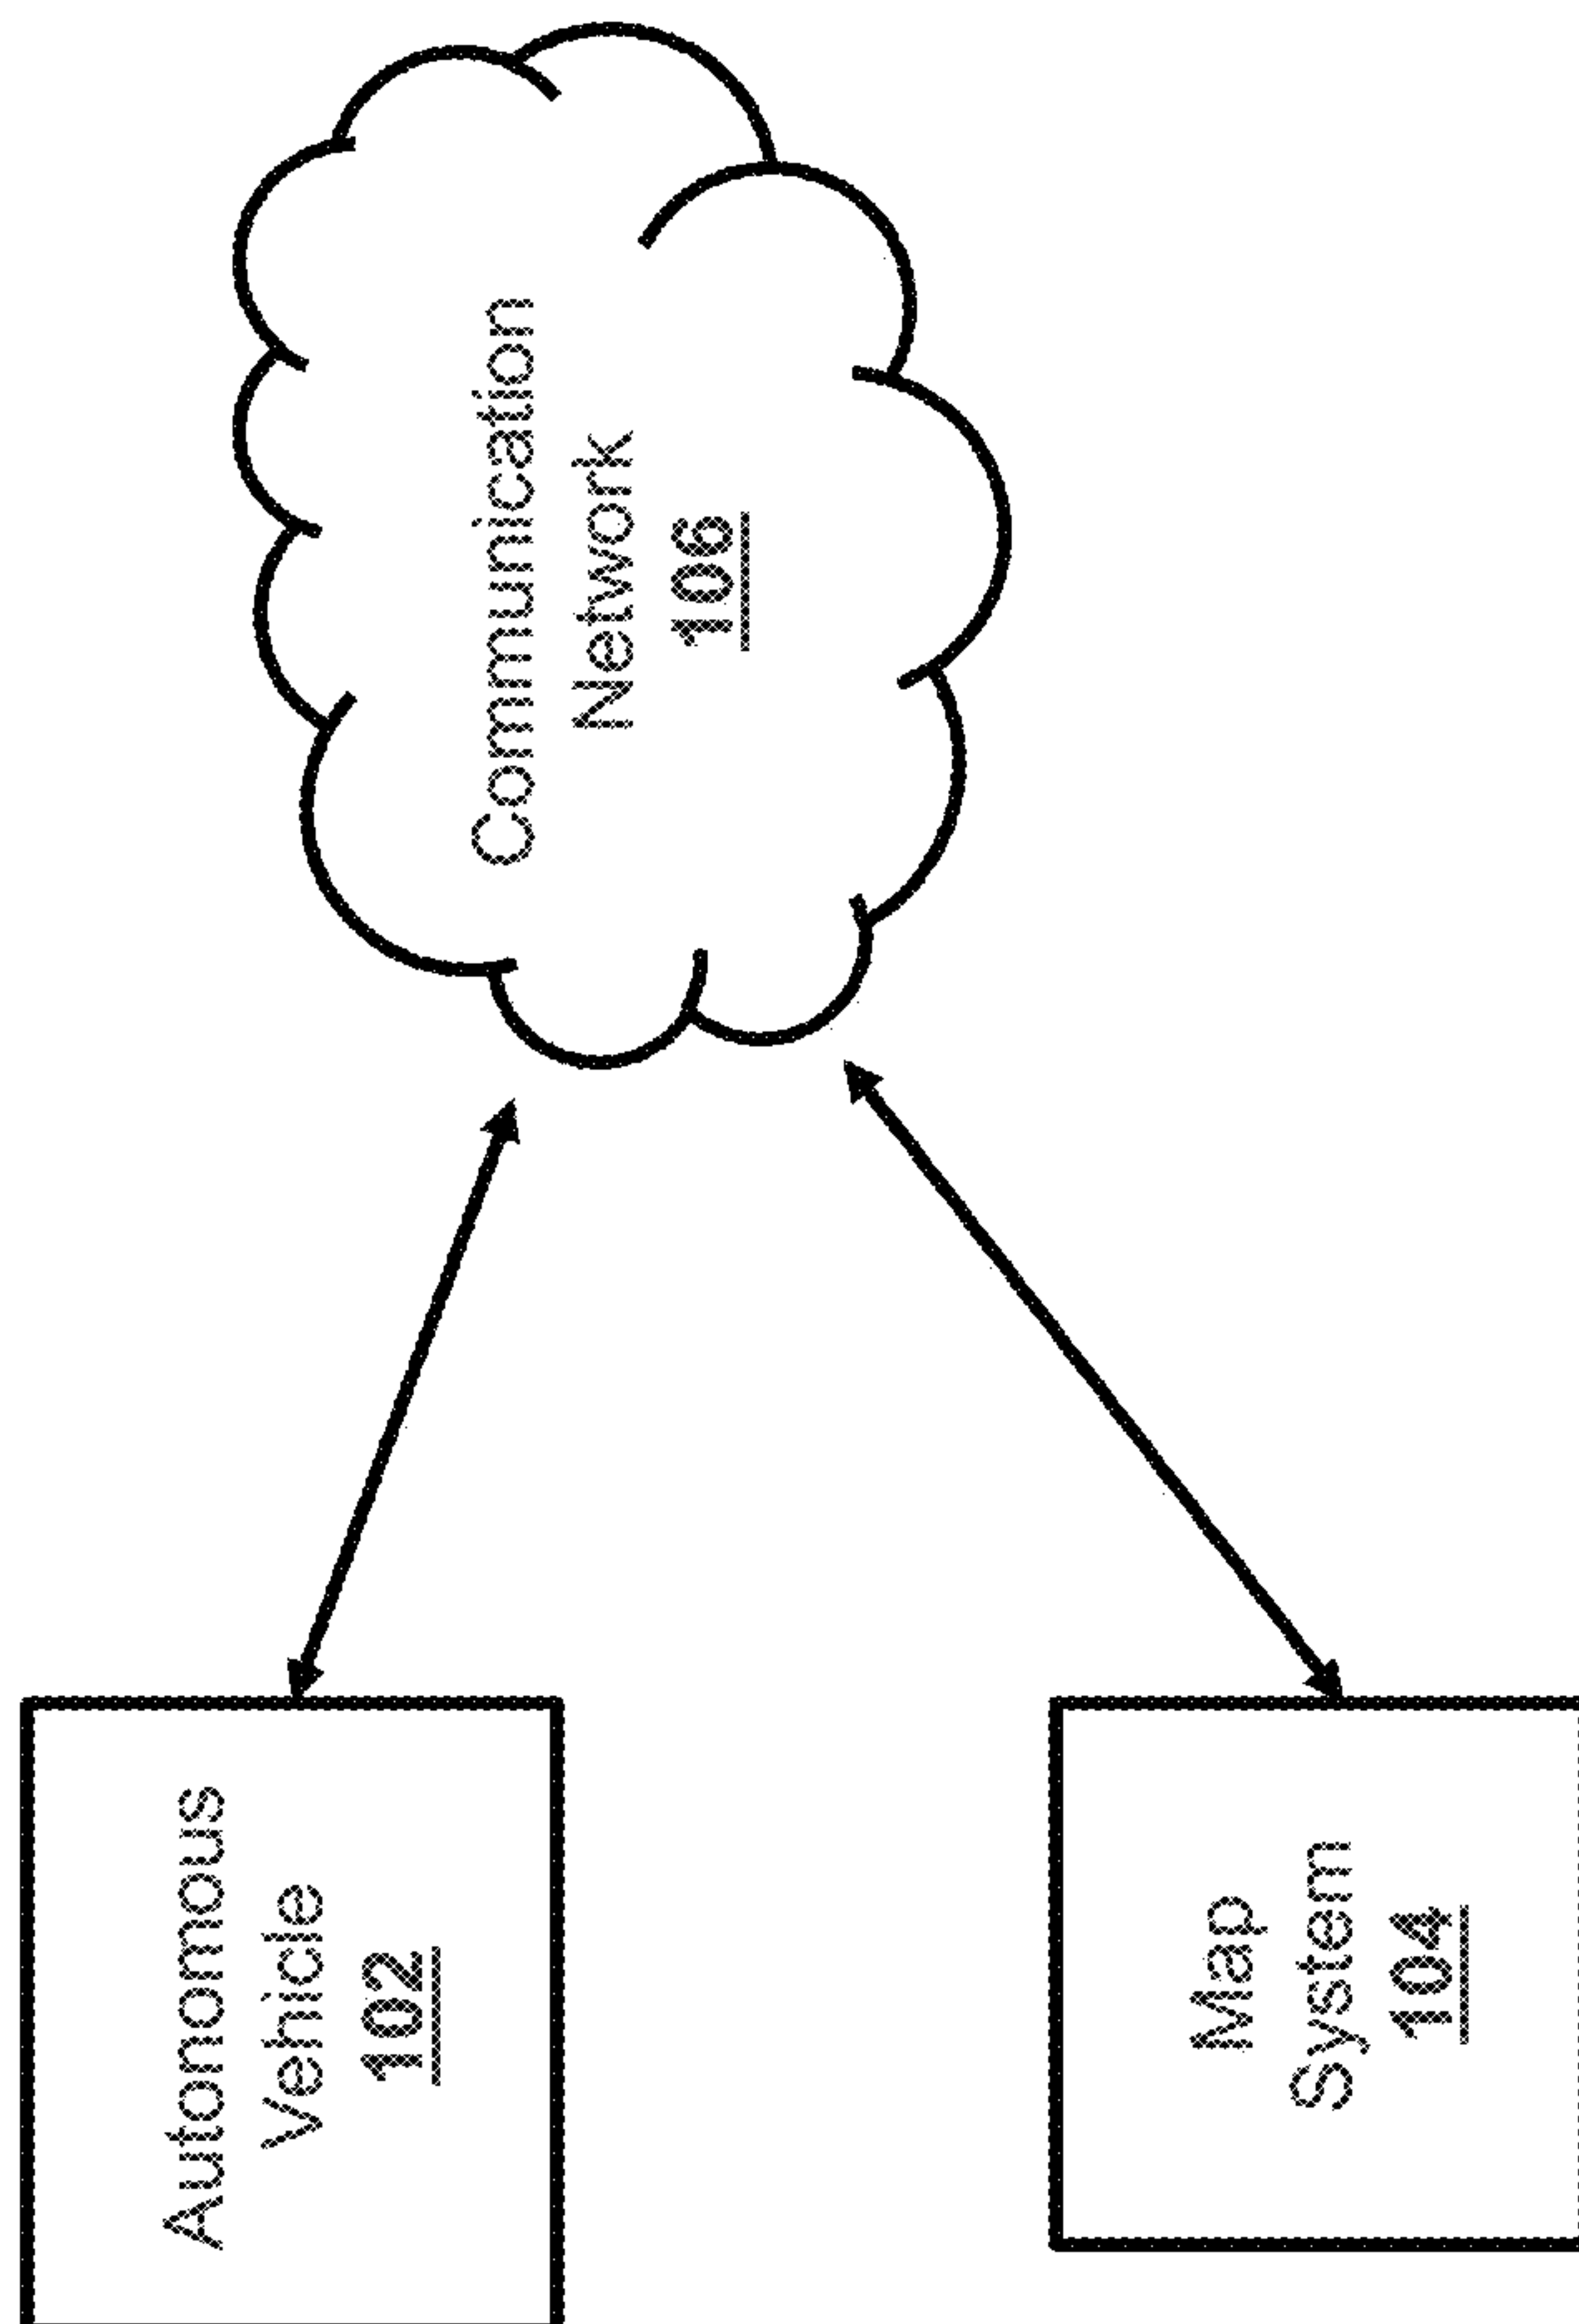 Autonomous
Vehicle
102
Map
System
104
Communication
Network
106